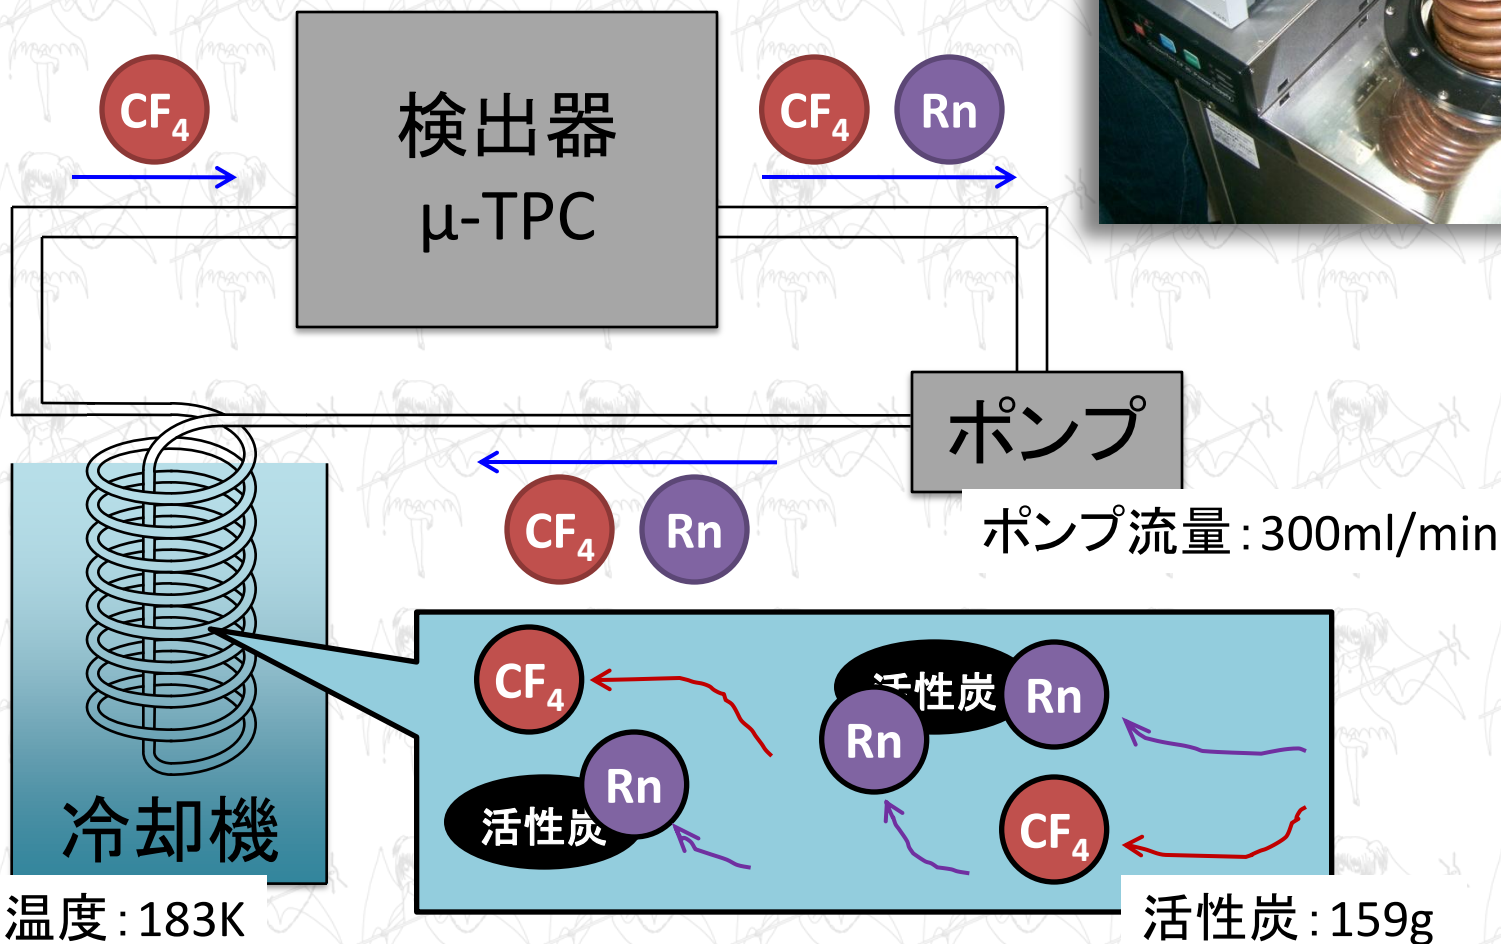 CF₄
検出器
μ-TPC
CF₄
Rn
ポンプ
CF₄
Rn
ポンプ流量：300ml/min
CF₄
活性炭
Rn
Rn
Rn
活性炭
CF₄
冷却機
温度：183K
活性炭：159g